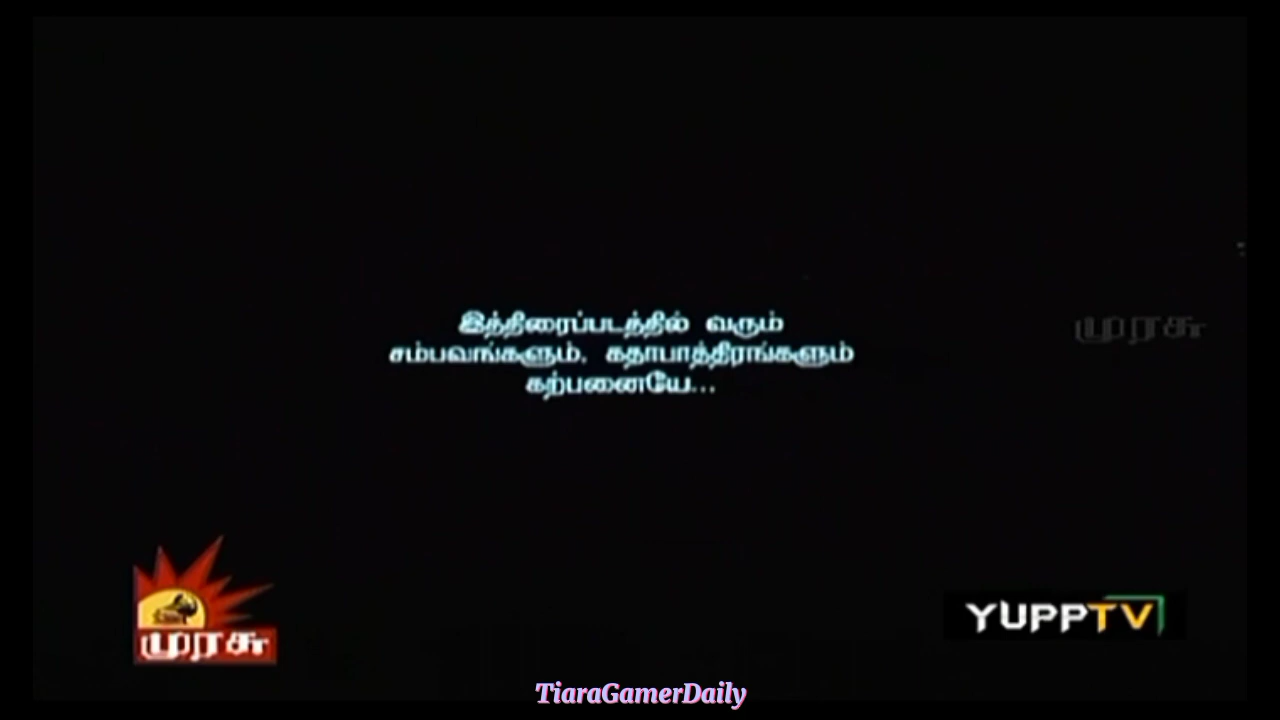 இத்திரைப்படத்தில் வரும்
சம்பவங்களும், கதாபாத்திரங்களும்
கற்பனையே...
முரசு
முரசு
YUPPTV
TiaraGamerDaily